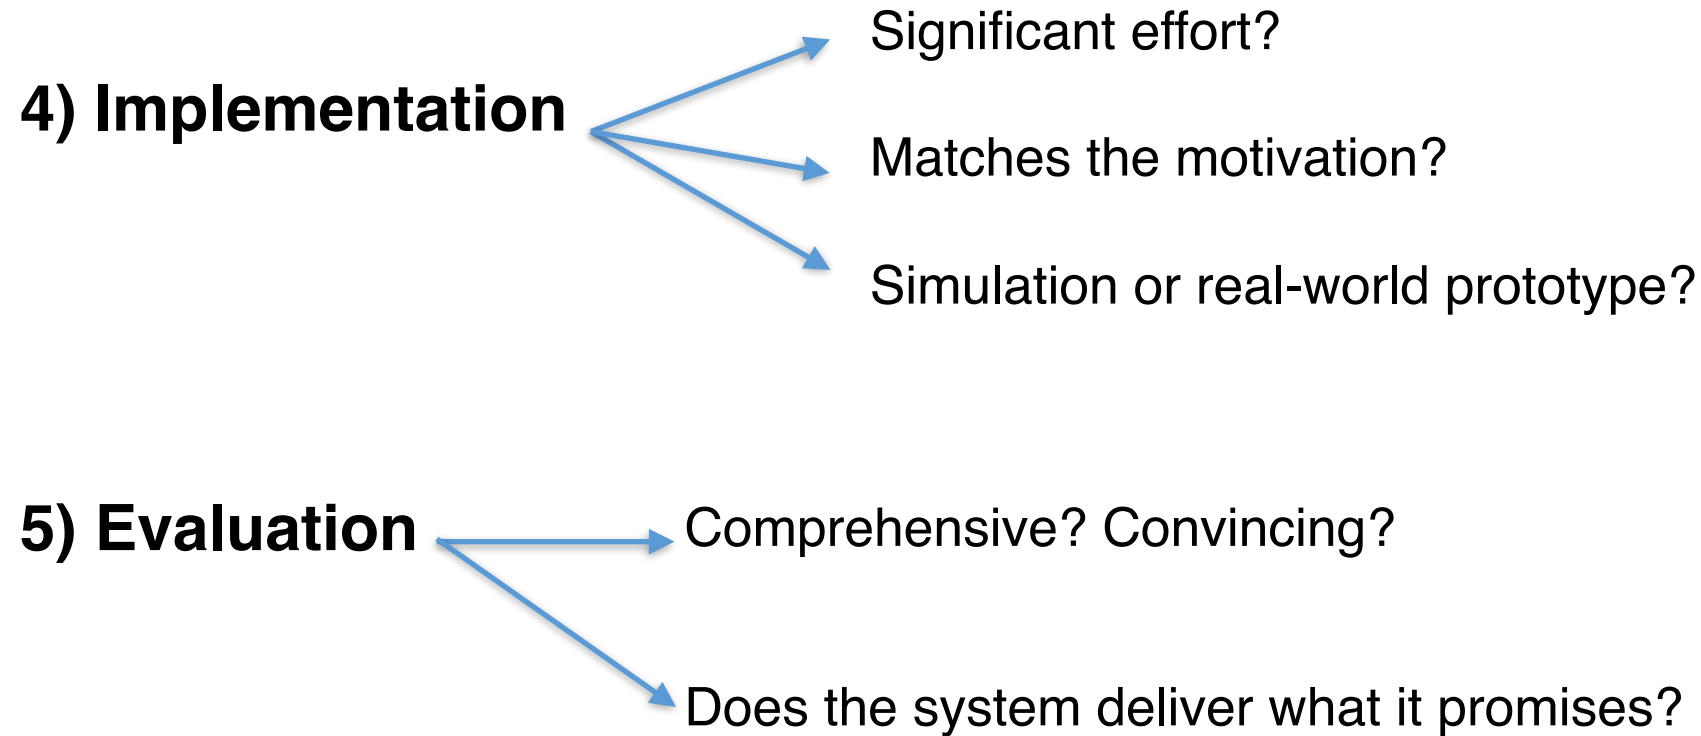 4) Implementation
Significant effort?
Matches the motivation?
Simulation or real-world prototype?
5) Evaluation
Comprehensive? Convincing?
Does the system deliver what it promises?